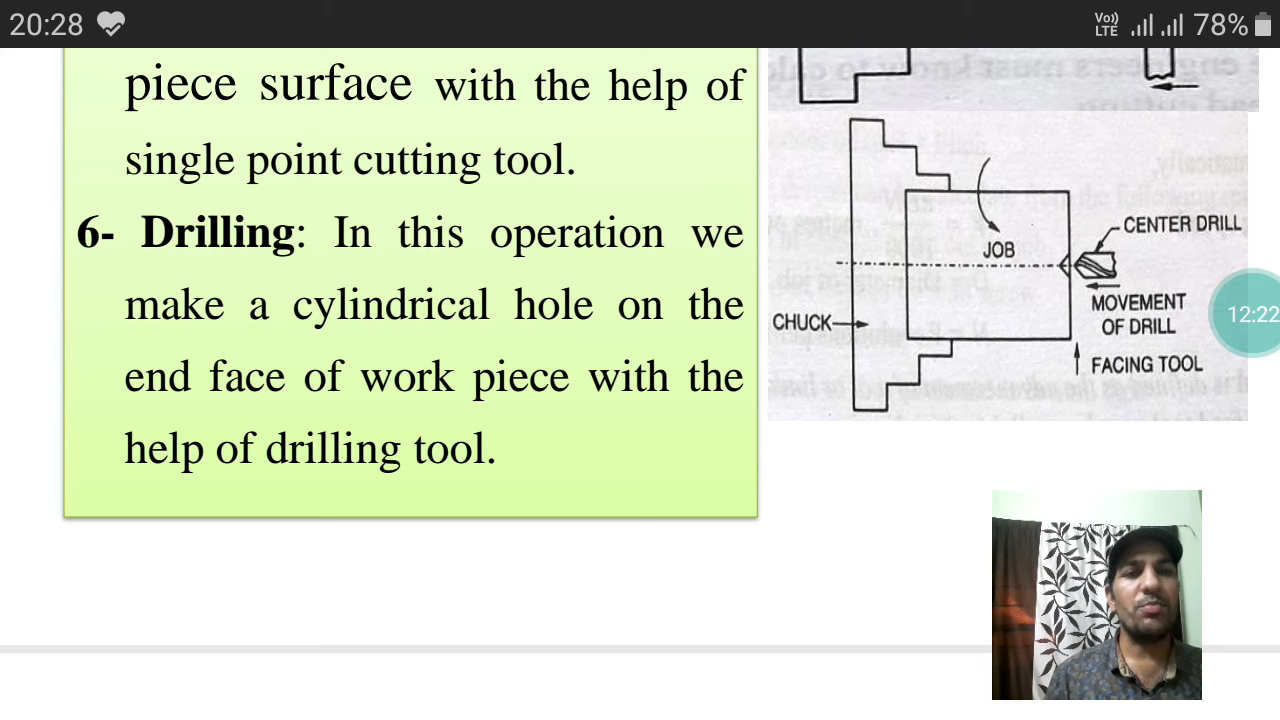 20:28
Vo)) LTE 78%
piece surface with the help of
single point cutting tool.
6- Drilling: In this operation we
make a cylindrical hole on the
end face of work piece with the
help of drilling tool.
CENTER DRILL
JOB
MOVEMENT
OF DRILL
CHUCK
FACING TOOL
12:22